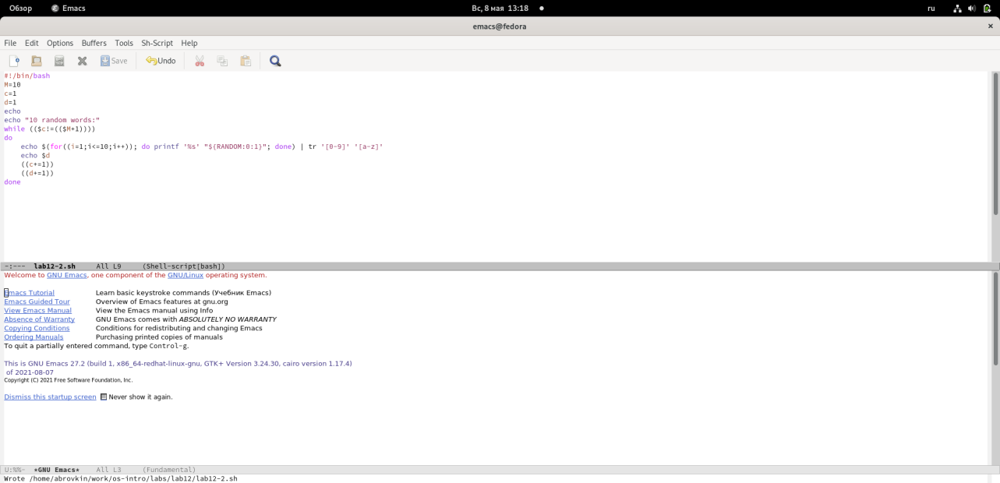 Обзор Emacs Вс, 8 мая 13:18 ru
emacs@fedora
File Edit Options Buffers Tools Sh-Script Help
Save Undo
#!/bin/bash
M=10
c=1
d=1
echo
echo "10 random words:"
while (($c!=(($M+1))))
do
    echo $(for((i=1;i<=10;i++)); do printf '%s' "${RANDOM:0:1}"; done) | tr '[0-9]' '[a-z]'
    echo $d
    ((c+=1))
    ((d+=1))
done
-:--- lab12-2.sh All L9 (Shell-script[bash])
Welcome to GNU Emacs, one component of the GNU/Linux operating system.
Emacs Tutorial Learn basic keystroke commands (Учебник Emacs)
Emacs Guided Tour Overview of Emacs features at gnu.org
View Emacs Manual View the Emacs manual using Info
Absence of Warranty GNU Emacs comes with ABSOLUTELY NO WARRANTY
Copying Conditions Conditions for redistributing and changing Emacs
Ordering Manuals Purchasing printed copies of manuals
To quit a partially entered command, type Control-g.
This is GNU Emacs 27.2 (build 1, x86_64-redhat-linux-gnu, GTK+ Version 3.24.30, cairo version 1.17.4)
 of 2021-08-07
Copyright (C) 2021 Free Software Foundation, Inc.
Dismiss this startup screen Never show it again.
U:%%- *GNU Emacs* All L3 (Fundamental)
Wrote /home/abrovkin/work/os-intro/labs/lab12/lab12-2.sh